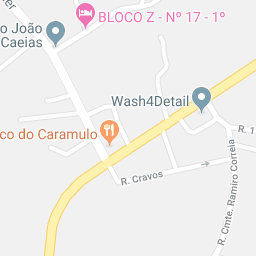 BLOCO Z - Nº 17 - 1º
o João
Caeias
Wash4Detail
co do Caramulo
R. 1
R. Cravos
R. Cmte. Ramiro Correia